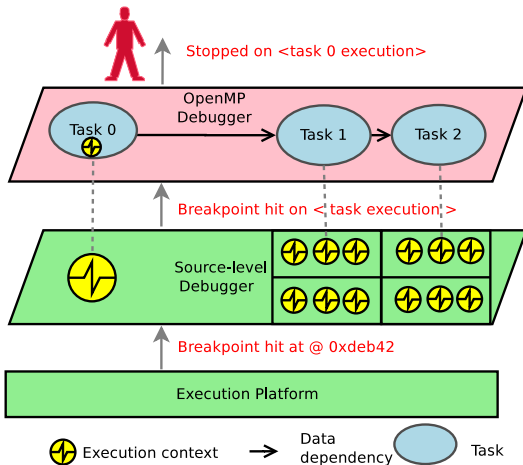 Stopped on <task 0 execution>
OpenMP
Debugger
Task 0
Task 1
Task 2
Breakpoint hit on < task execution >
Source-level
Debugger
Breakpoint hit at @ 0xdeb42
Execution Platform
Execution context
Data
dependency
Task